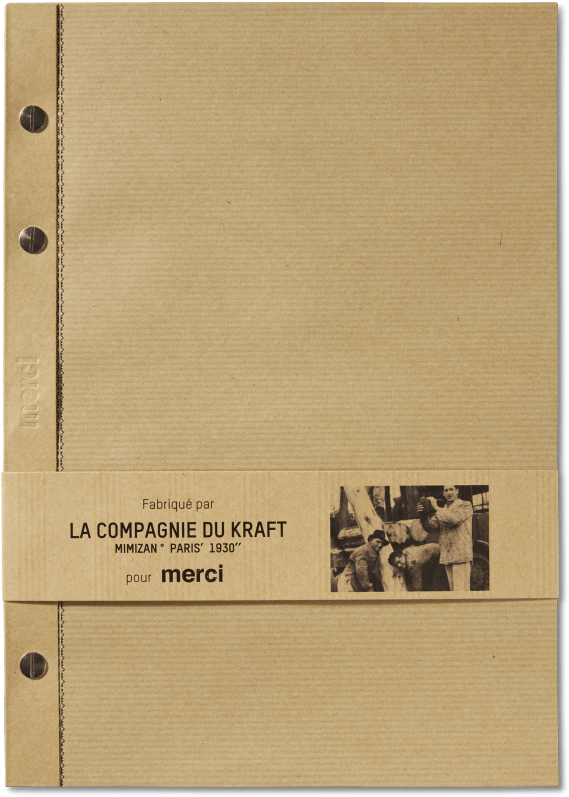 merci
Fabriqué par
LA COMPAGNIE DU KRAFT
MIMIZAN° PARIS' 1930''
pour merci